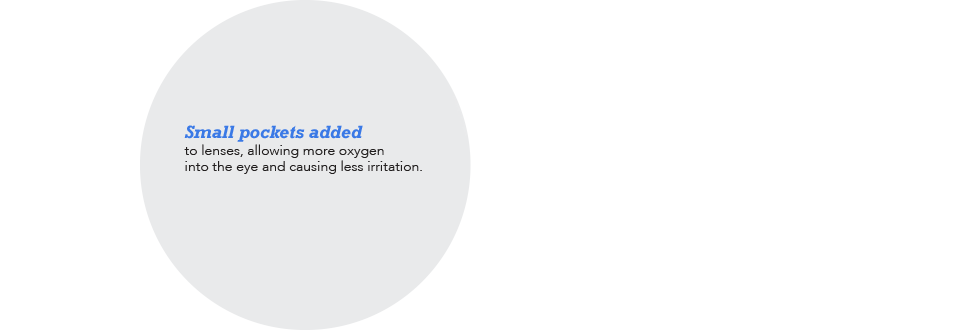 Small pockets added
to lenses, allowing more oxygen
into the eye and causing less irritation.